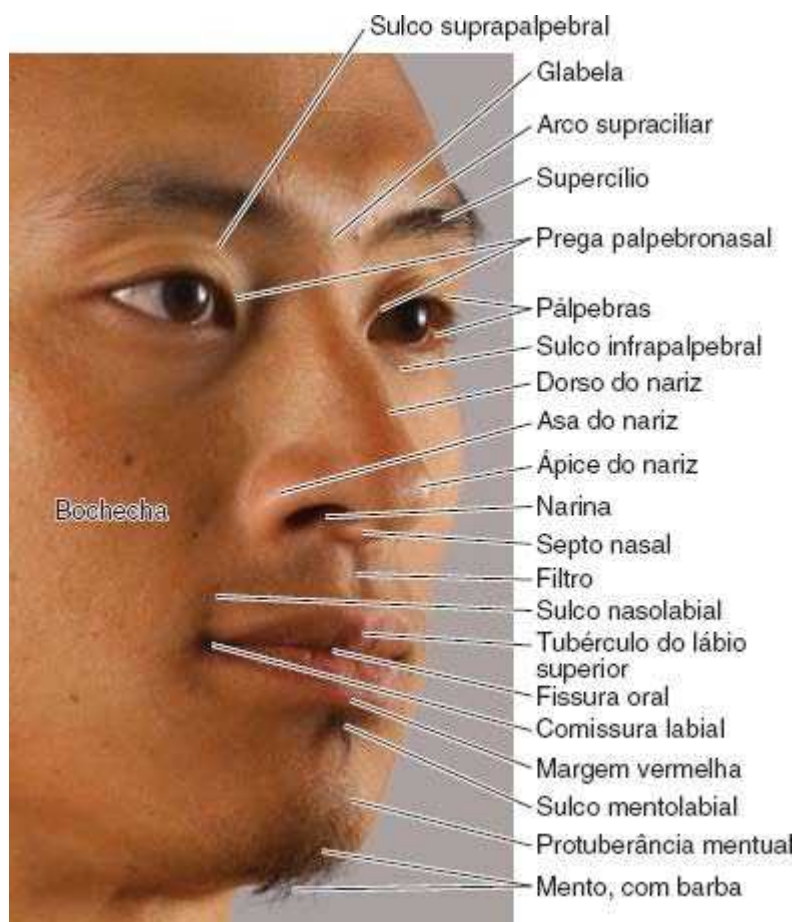 Sulco suprapalpebral
Glabela
Arco supraciliar
Supercílio
Prega palpebronasal
Pálpebras
Sulco infrapalpebral
Dorso do nariz
Asa do nariz
Ápice do nariz
Bochecha
Narina
Septo nasal
Filtro
Sulco nasolabial
Tubérculo do lábio
superior
Fissura oral
Comissura labial
Margem vermelha
Sulco mentolabial
Protuberância mentual
Mento, com barba